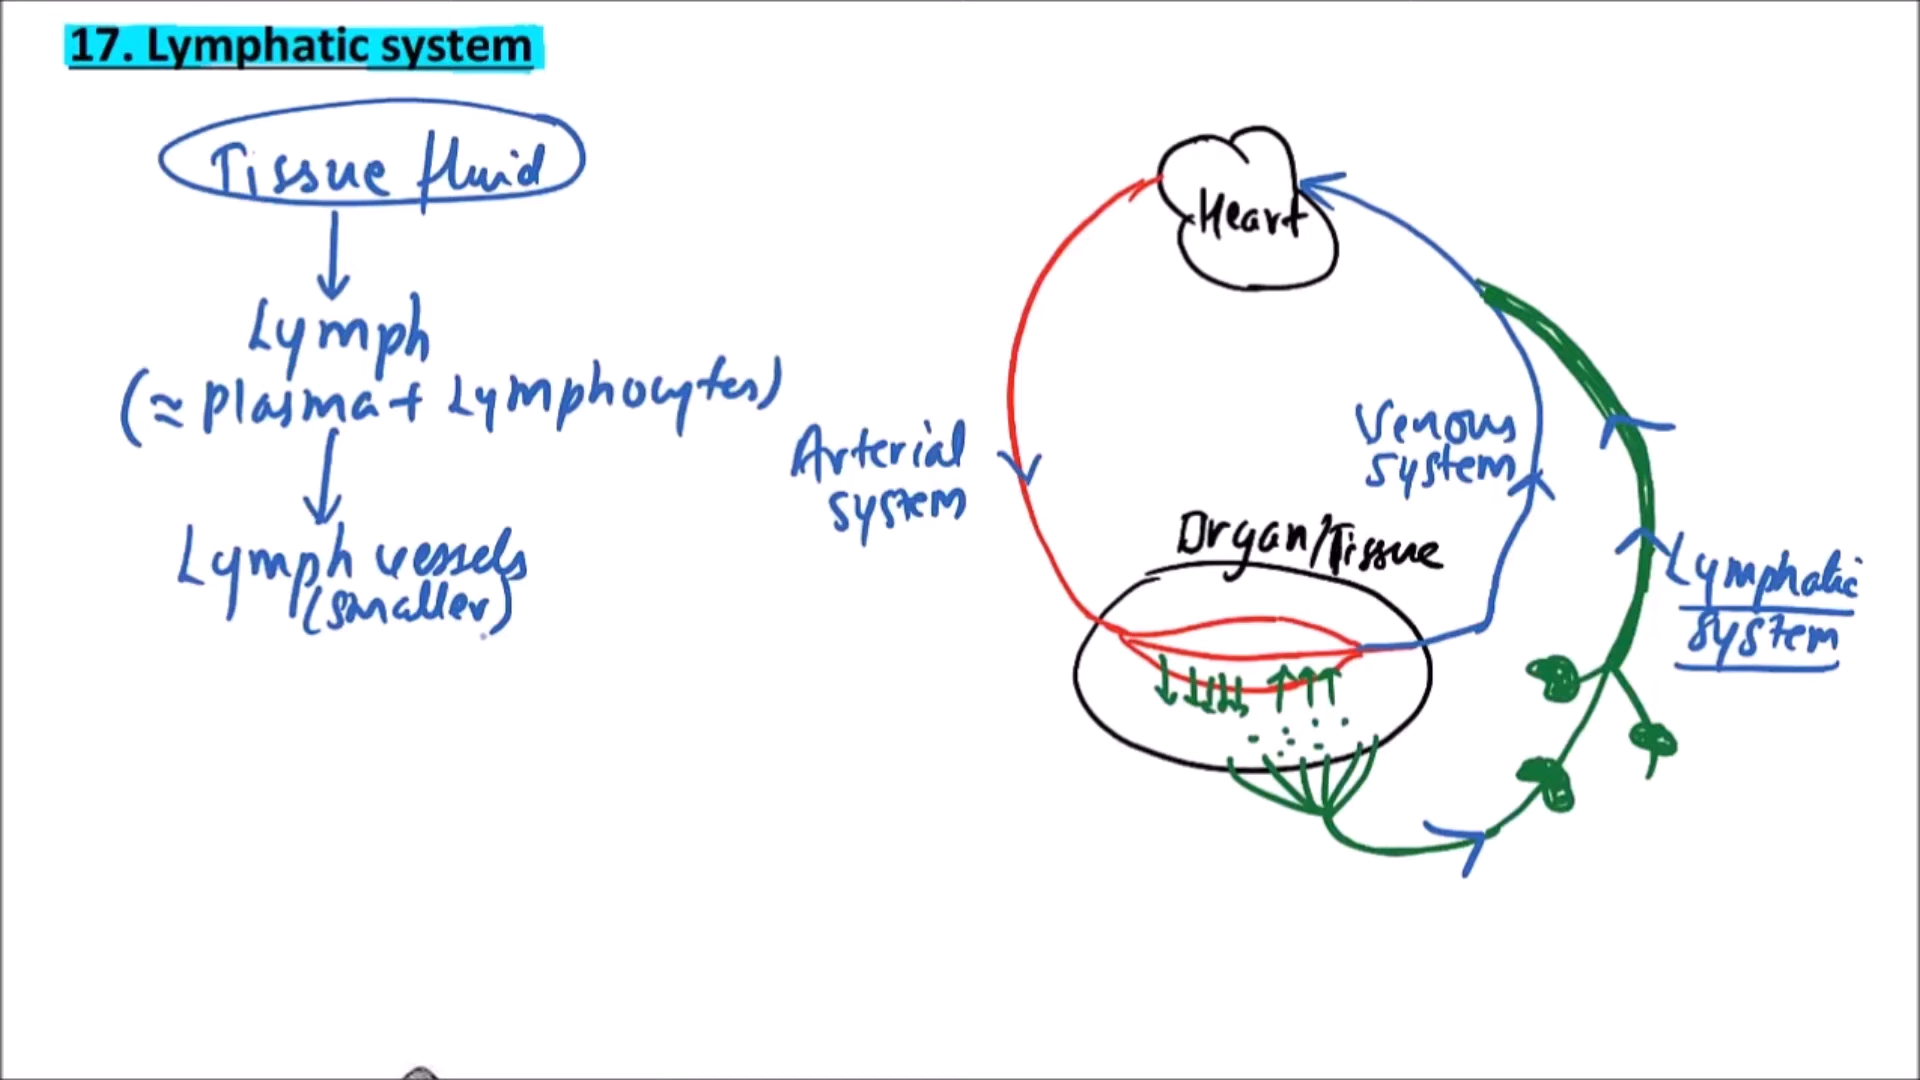 17. Lymphatic system
Tissue fluid
Lymph
(≈ Plasma + Lymphocytes)
Lymph vessels
(smaller)
Heart
Arterial
system
Venous
system
Organ/Tissue
Lymphatic
system